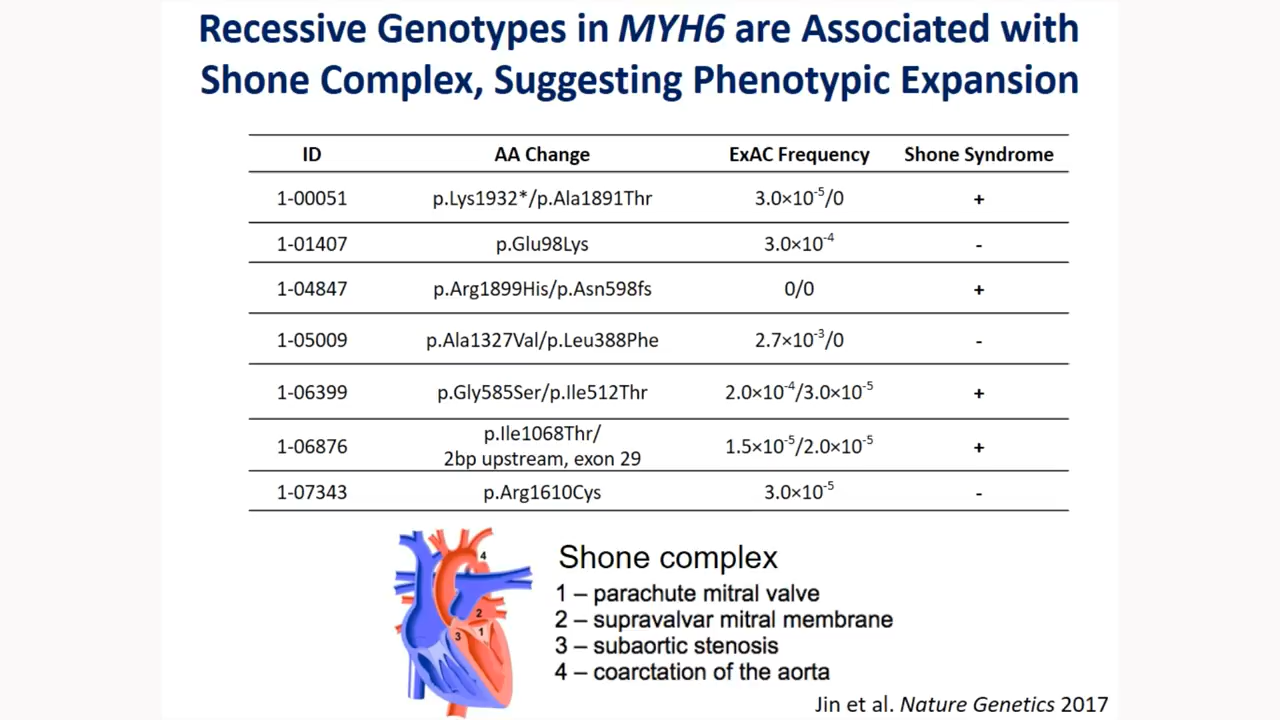 Recessive Genotypes in MYH6 are Associated with
Shone Complex, Suggesting Phenotypic Expansion
ID AA Change ExAC Frequency Shone Syndrome
1-00051 p.Lys1932*/p.Ala1891Thr 3.0×10⁻⁵/0 +
1-01407 p.Glu98Lys 3.0×10⁻⁴ -
1-04847 p.Arg1899His/p.Asn598fs 0/0 +
1-05009 p.Ala1327Val/p.Leu388Phe 2.7×10⁻³/0 -
1-06399 p.Gly585Ser/p.Ile512Thr 2.0×10⁻⁴/3.0×10⁻⁵ +
1-06876 p.Ile1068Thr/
2bp upstream, exon 29 1.5×10⁻⁵/2.0×10⁻⁵ +
1-07343 p.Arg1610Cys 3.0×10⁻⁵ -
4
2
3 1
Shone complex
1 – parachute mitral valve
2 – supravalvar mitral membrane
3 – subaortic stenosis
4 – coarctation of the aorta
Jin et al. Nature Genetics 2017